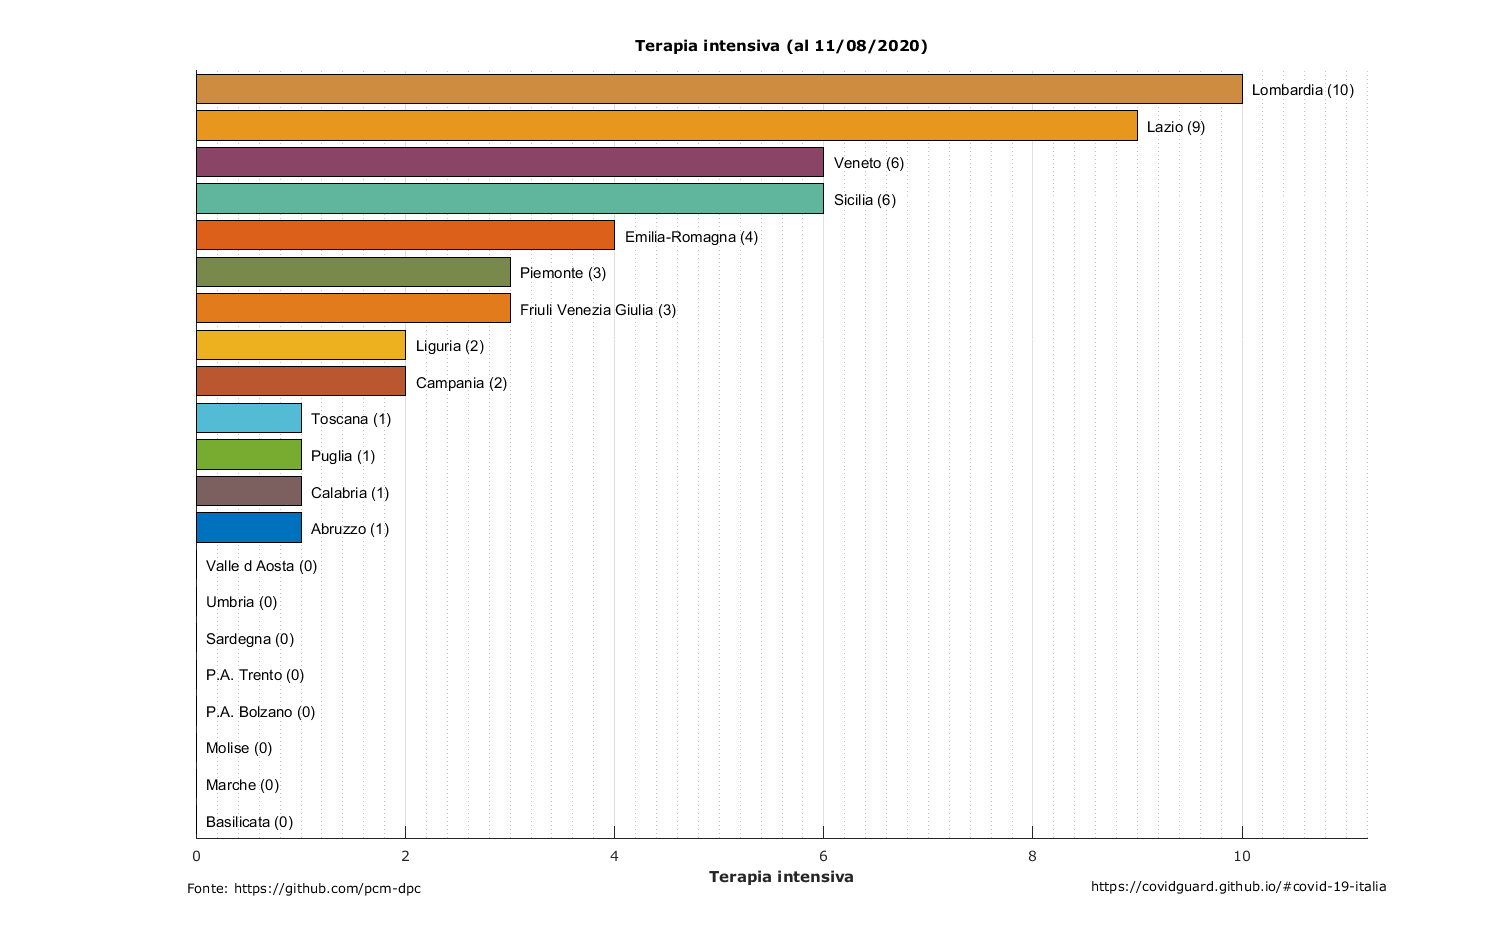 Terapia intensiva (al 11/08/2020)
Lombardia (10)
Lazio (9)
Veneto (6)
Sicilia (6)
Emilia-Romagna (4)
Piemonte (3)
Friuli Venezia Giulia (3)
Liguria (2)
Campania (2)
Toscana (1)
Puglia (1)
Calabria (1)
Abruzzo (1)
Valle d Aosta (0)
Umbria (0)
Sardegna (0)
P.A. Trento (0)
P.A. Bolzano (0)
Molise (0)
Marche (0)
Basilicata (0)
0 2 4 6 8 10
Terapia intensiva
Fonte: https://github.com/pcm-dpc
https://covidguard.github.io/#covid-19-italia